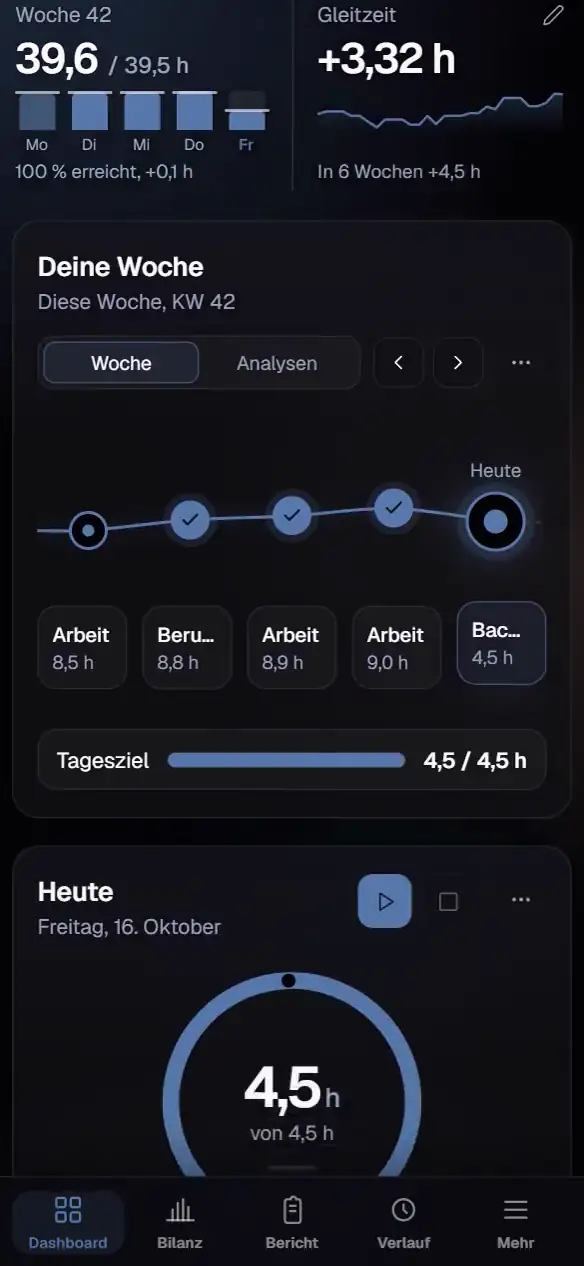 Woche 42
39,6 / 39,5 h
Mo Di Mi Do Fr
100 % erreicht, +0,1 h
Gleitzeit
+3,32 h
In 6 Wochen +4,5 h
Deine Woche
Diese Woche, KW 42
Woche Analysen
Heute
Arbeit
8,5 h
Beru...
8,8 h
Arbeit
8,9 h
Arbeit
9,0 h
Bac...
4,5 h
Tagesziel 4,5 / 4,5 h
Heute
Freitag, 16. Oktober
4,5 h
von 4,5 h
Dashboard Bilanz Bericht Verlauf Mehr